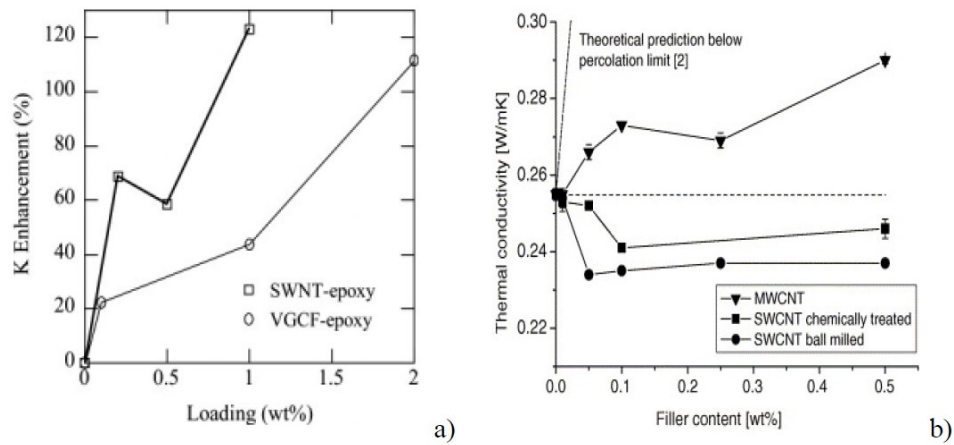 120
100
80
60
40
20
0
K Enhancement (%)
SWNT-epoxy
VGCF-epoxy
0 0.5 1 1.5 2
Loading (wt%)
a)
0.30
0.28
0.26
0.24
0.22
Thermal conductivity [W/mK]
Theoretical prediction below
percolation limit [2]
MWCNT
SWCNT chemically treated
SWCNT ball milled
0.0 0.1 0.2 0.3 0.4 0.5
Filler content [wt%]
b)